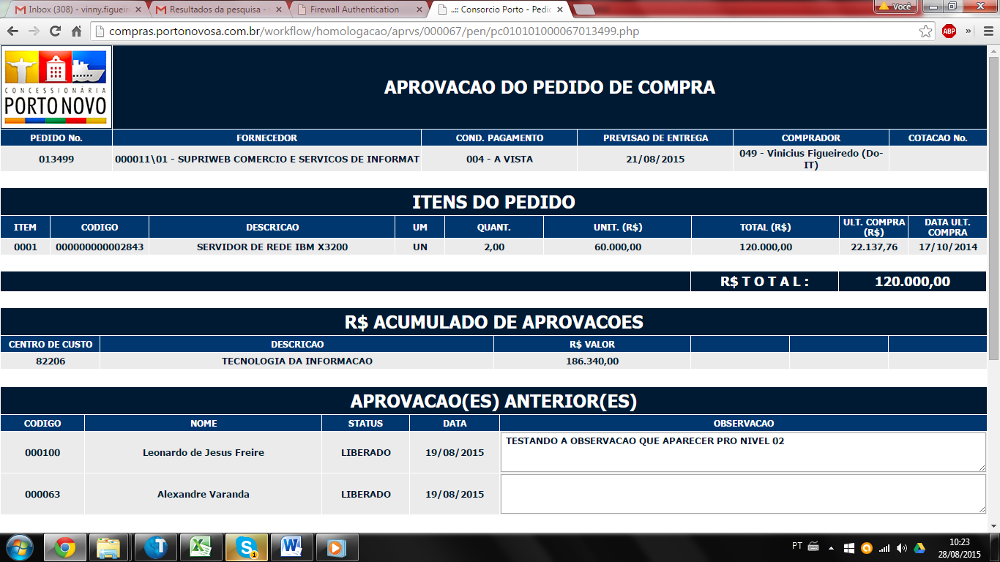 Inbox (308) - vinny.figueir
Resultados da pesquisa -
Firewall Authentication
..:: Consorcio Porto - Pedid
Você
compras.portonovosa.com.br/workflow/homologacao/aprvs/000067/pen/pc010101000067013499.php
ABP
CONCESSIONÁRIA
PORTO NOVO
APROVACAO DO PEDIDO DE COMPRA
PEDIDO No. FORNECEDOR COND. PAGAMENTO PREVISAO DE ENTREGA COMPRADOR COTACAO No.
013499 000011\01 - SUPRIWEB COMERCIO E SERVICOS DE INFORMAT 004 - A VISTA 21/08/2015 049 - Vinicius Figueiredo (Do-
IT)
ITENS DO PEDIDO
ITEM CODIGO DESCRICAO UM QUANT. UNIT. (R$) TOTAL (R$) ULT. COMPRA (R$) DATA ULT. COMPRA
0001 000000000002843 SERVIDOR DE REDE IBM X3200 UN 2,00 60.000,00 120.000,00 22.137,76 17/10/2014
R$ T O T A L : 120.000,00
R$ ACUMULADO DE APROVACOES
CENTRO DE CUSTO DESCRICAO R$ VALOR
82206 TECNOLOGIA DA INFORMACAO 186.340,00
APROVACAO(ES) ANTERIOR(ES)
CODIGO NOME STATUS DATA OBSERVACAO
000100 Leonardo de Jesus Freire LIBERADO 19/08/2015 TESTANDO A OBSERVACAO QUE APARECER PRO NIVEL 02
000063 Alexandre Varanda LIBERADO 19/08/2015
PT
10:23
28/08/2015